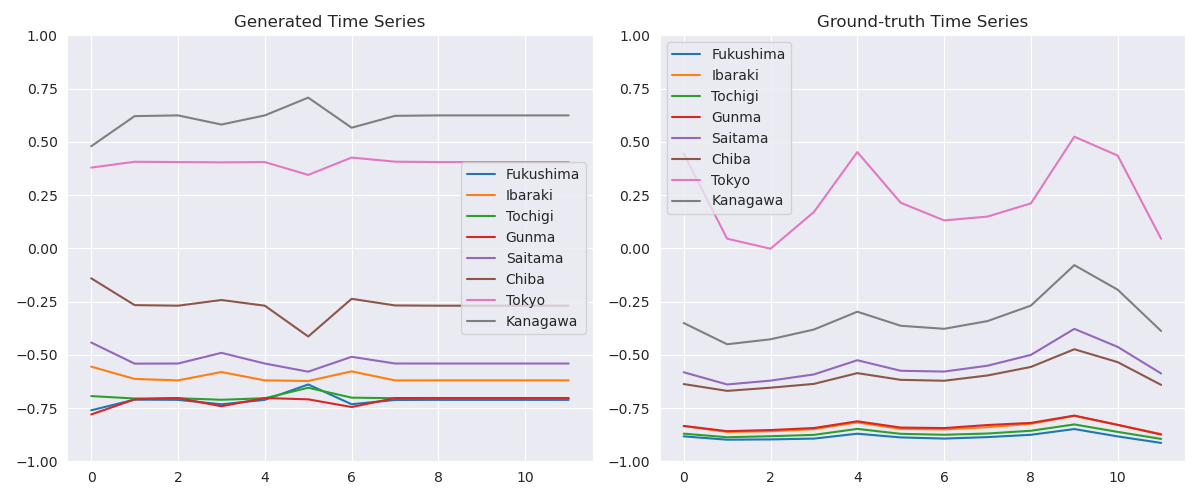 Generated Time Series
1.00
0.75
0.50
0.25
0.00
−0.25
−0.50
−0.75
−1.00
0
2
4
6
8
10
Fukushima
Ibaraki
Tochigi
Gunma
Saitama
Chiba
Tokyo
Kanagawa
Ground-truth Time Series
1.00
0.75
0.50
0.25
0.00
−0.25
−0.50
−0.75
−1.00
0
2
4
6
8
10
Fukushima
Ibaraki
Tochigi
Gunma
Saitama
Chiba
Tokyo
Kanagawa